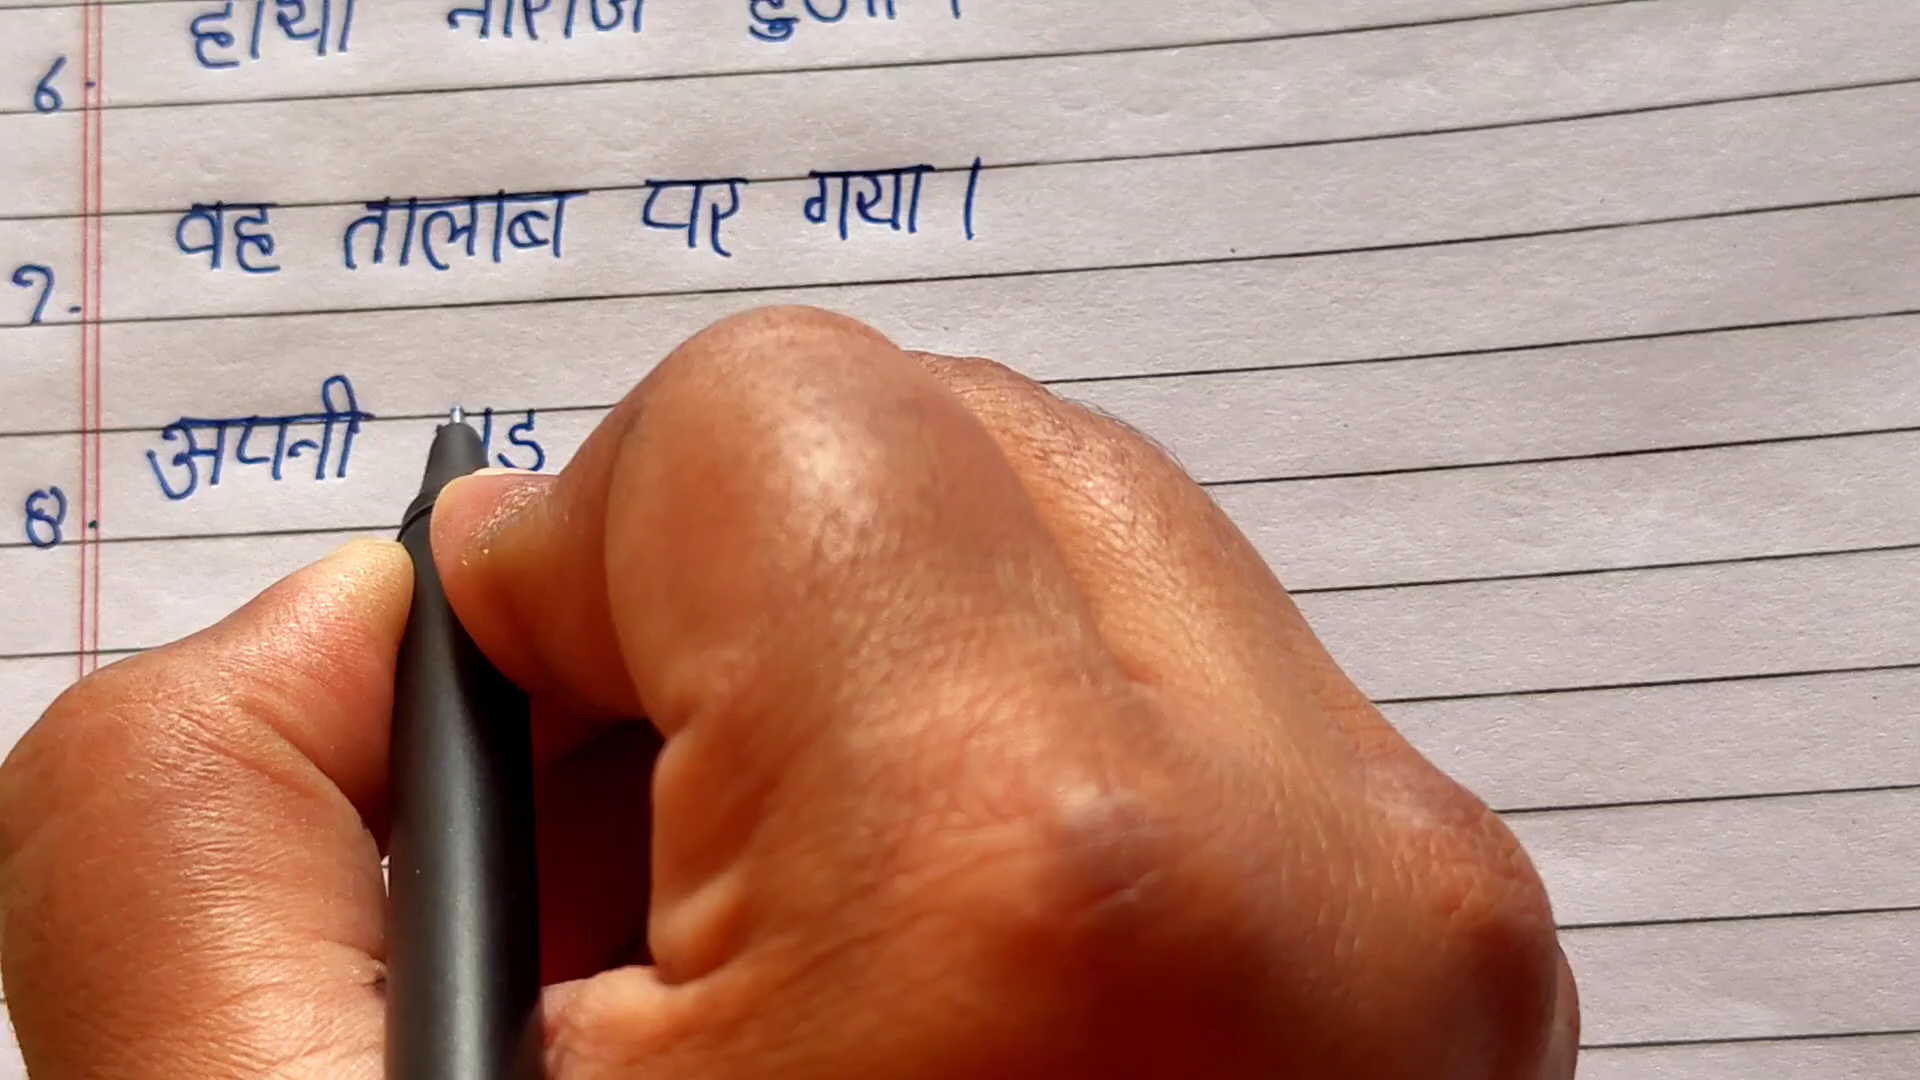 हाथी नाराज हुआ।
6.
वह तालाब पर गया।
7.
अपनी
8.